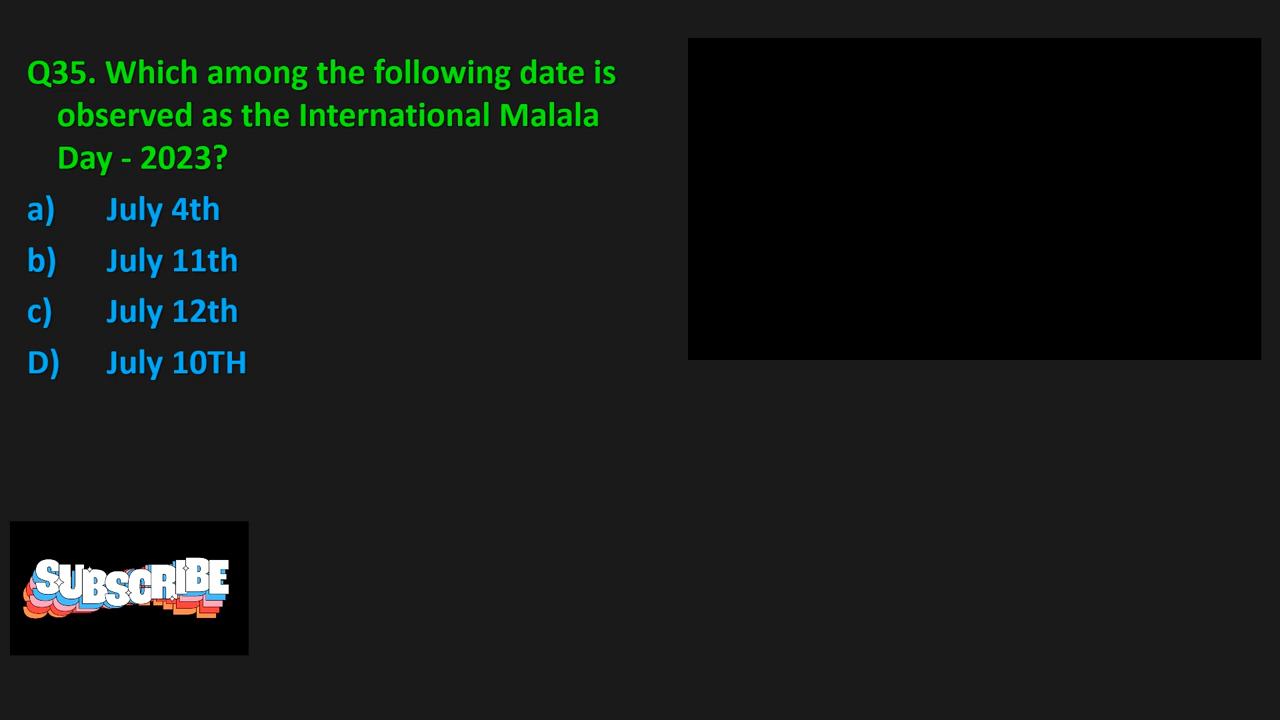 Q35. Which among the following date is
observed as the International Malala
Day - 2023?
a) July 4th
b) July 11th
c) July 12th
D) July 10TH
SUBSCRIBE